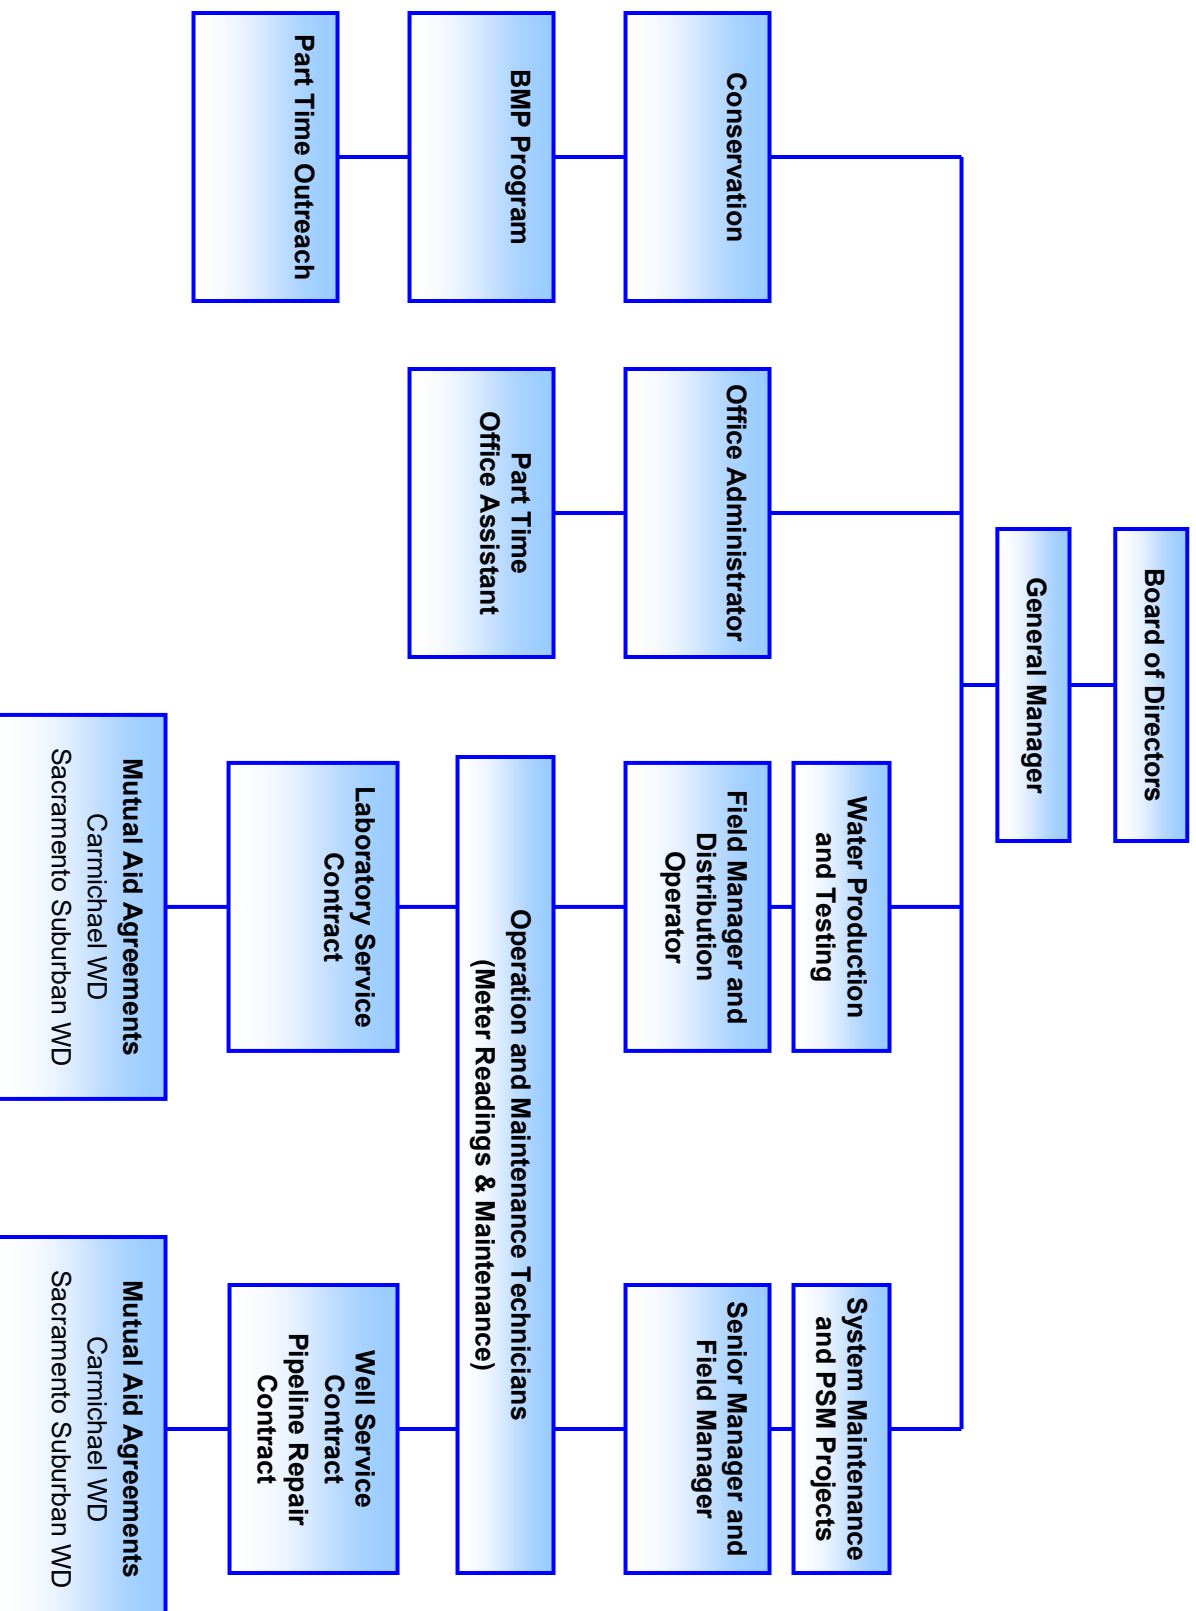 Board of Directors
General Manager
Conservation
BMP Program
Part Time Outreach
Office Administrator
Part Time
Office Assistant
Water Production
and Testing
Field Manager and
Distribution
Operator
System Maintenance
and PSM Projects
Senior Manager and
Field Manager
Operation and Maintenance Technicians
(Meter Readings & Maintenance)
Laboratory Service
Contract
Mutual Aid Agreements
Carmichael WD
Sacramento Suburban WD
Well Service
Contract
Pipeline Repair
Contract
Mutual Aid Agreements
Carmichael WD
Sacramento Suburban WD